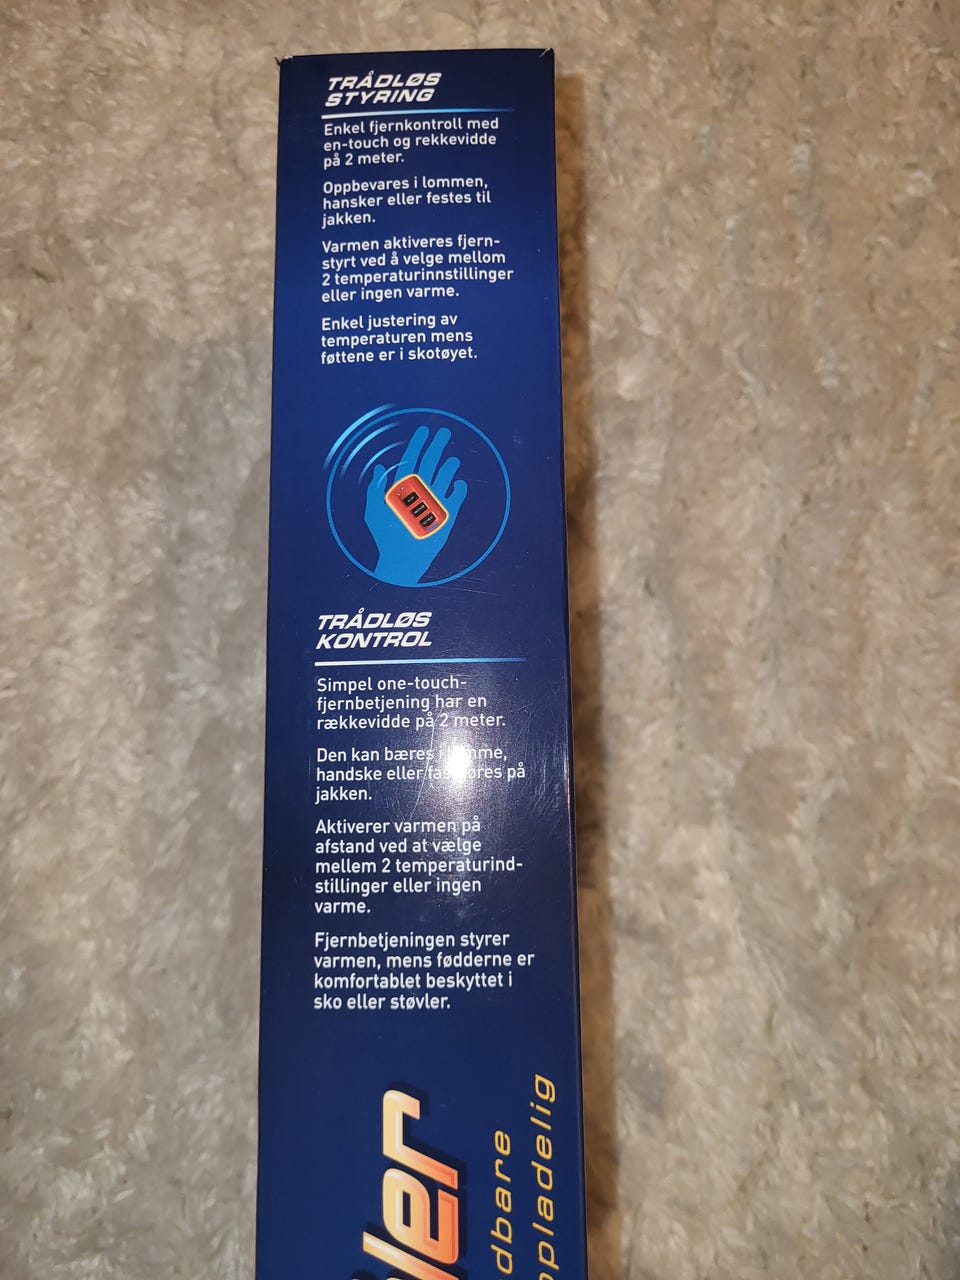 TRÅDLØS
STYRING
Enkel fjernkontroll med
en-touch og rekkevidde
på 2 meter.
Oppbevares i lommen,
hansker eller festes til
jakken.
Varmen aktiveres fjern-
styrt ved å velge mellom
2 temperaturinnstillinger
eller ingen varme.
Enkel justering av
temperaturen mens
føttene er i skotøyet.
TRÅDLØS
KONTROL
Simpel one-touch-
fjernbetjening har en
rækkevidde på 2 meter.
Den kan bæres i
handske eller på
jakken.
Aktiverer varmen på
afstand ved at vælge
mellem 2 temperaturind-
stillinger eller ingen
varme.
Fjernbetjeningen styrer
varmen, mens fødderne er
komfortablet beskyttet i
sko eller støvler.